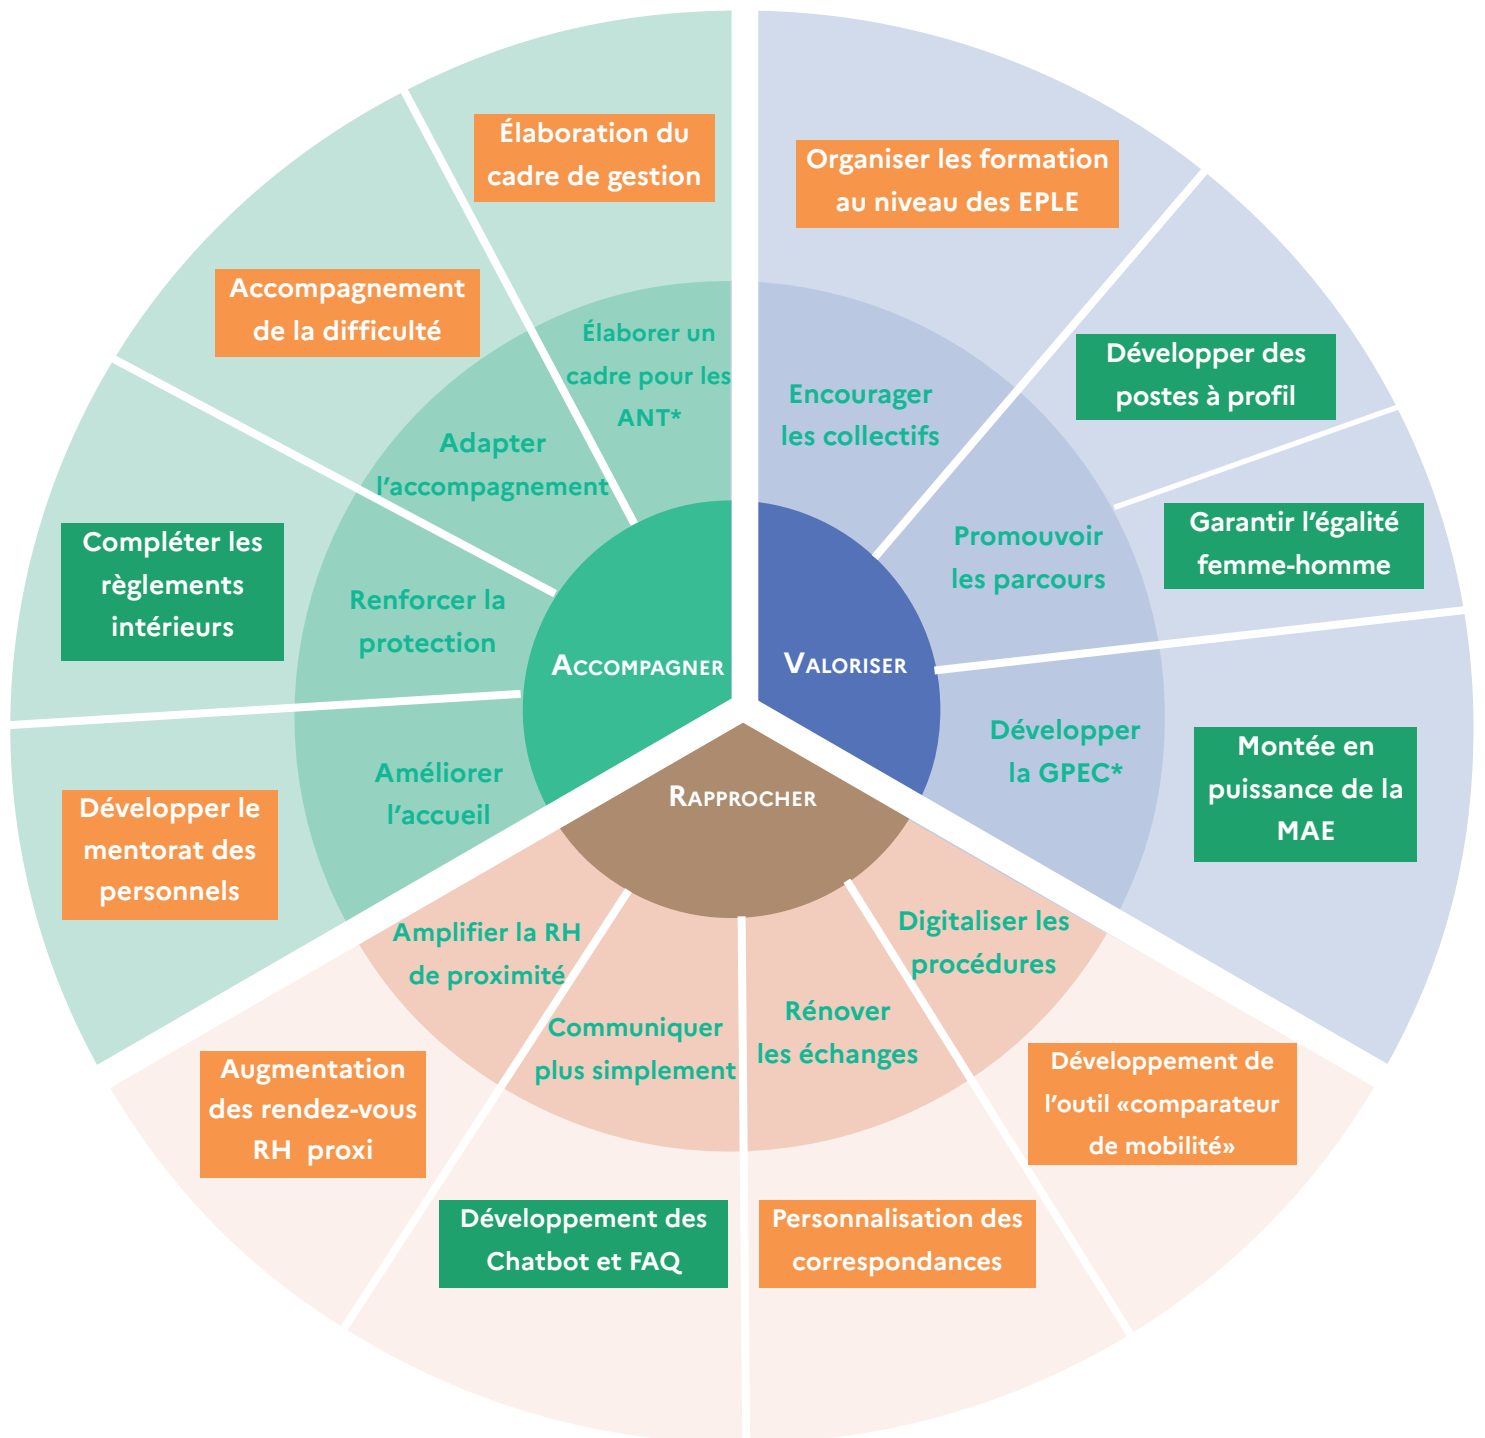 Élaboration du
cadre de gestion
Organiser les formation
au niveau des EPLE
Accompagnement
de la difficulté
Élaborer un
cadre pour les
ANT*
Encourager
les collectifs
Développer des
postes à profil
Adapter
l’accompagnement
Compléter les
règlements
intérieurs
Renforcer la
protection
Promouvoir
les parcours
Garantir l’égalité
femme-homme
ACCOMPAGNER
VALORISER
Développer le
mentorat des
personnels
Améliorer
l’accueil
RAPPROCHER
Développer
la GPEC*
Montée en
puissance de la
MAE
Amplifier la RH
de proximité
Communiquer
plus simplement
Rénover
les échanges
Digitaliser les
procédures
Augmentation
des rendez-vous
RH proxi
Développement des
Chatbot et FAQ
Personnalisation des
correspondances
Développement de
l’outil «comparateur
de mobilité»